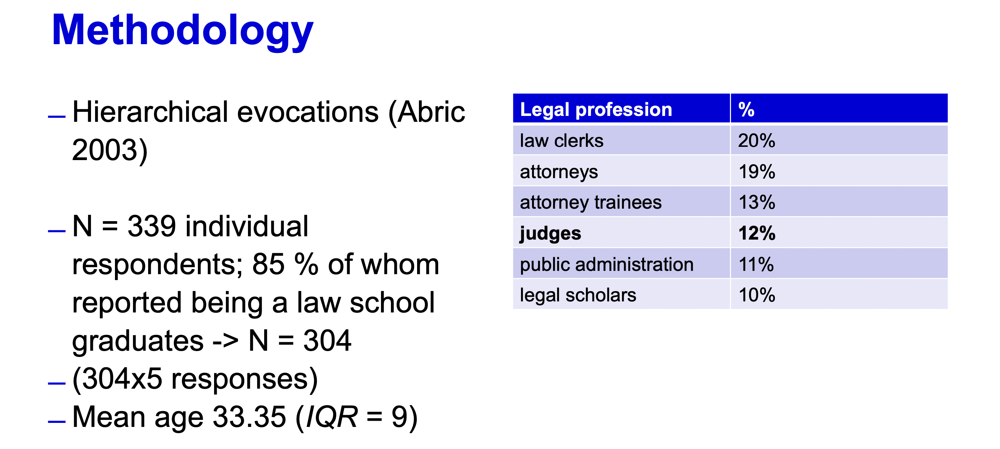 Methodology
– Hierarchical evocations (Abric
2003)
– N = 339 individual
respondents; 85 % of whom
reported being a law school
graduates -> N = 304
– (304x5 responses)
– Mean age 33.35 (IQR = 9)
Legal profession %
law clerks 20%
attorneys 19%
attorney trainees 13%
judges 12%
public administration 11%
legal scholars 10%